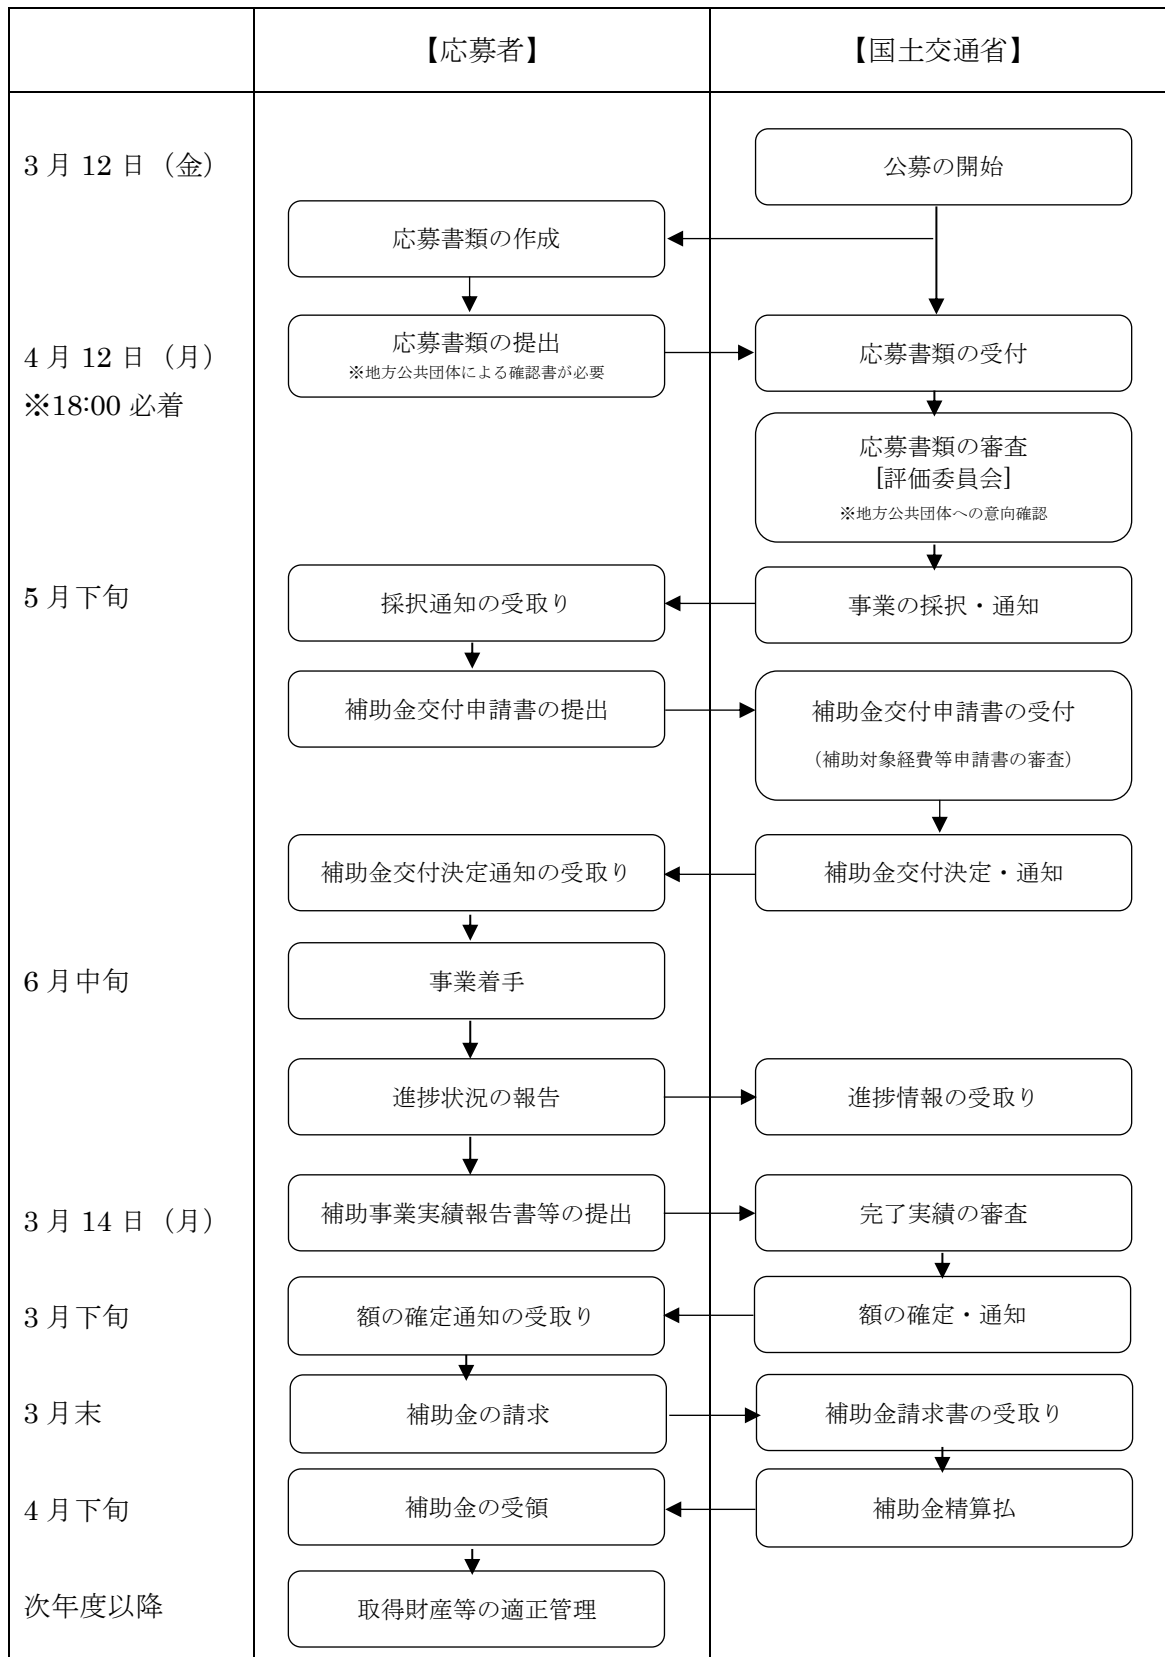 【応募者】
【国土交通省】
3 月 12 日（金）
公募の開始
応募書類の作成
4 月 12 日（月）
※18:00 必着
応募書類の提出
※地方公共団体による確認書が必要
応募書類の受付
応募書類の審査
[評価委員会]
※地方公共団体への意向確認
5 月下旬
採択通知の受取り
事業の採択・通知
補助金交付申請書の提出
補助金交付申請書の受付
（補助対象経費等申請書の審査）
補助金交付決定通知の受取り
補助金交付決定・通知
6 月中旬
事業着手
進捗状況の報告
進捗情報の受取り
3 月 14 日（月）
補助事業実績報告書等の提出
完了実績の審査
3 月下旬
額の確定通知の受取り
額の確定・通知
3 月末
補助金の請求
補助金請求書の受取り
4 月下旬
補助金の受領
補助金精算払
次年度以降
取得財産等の適正管理